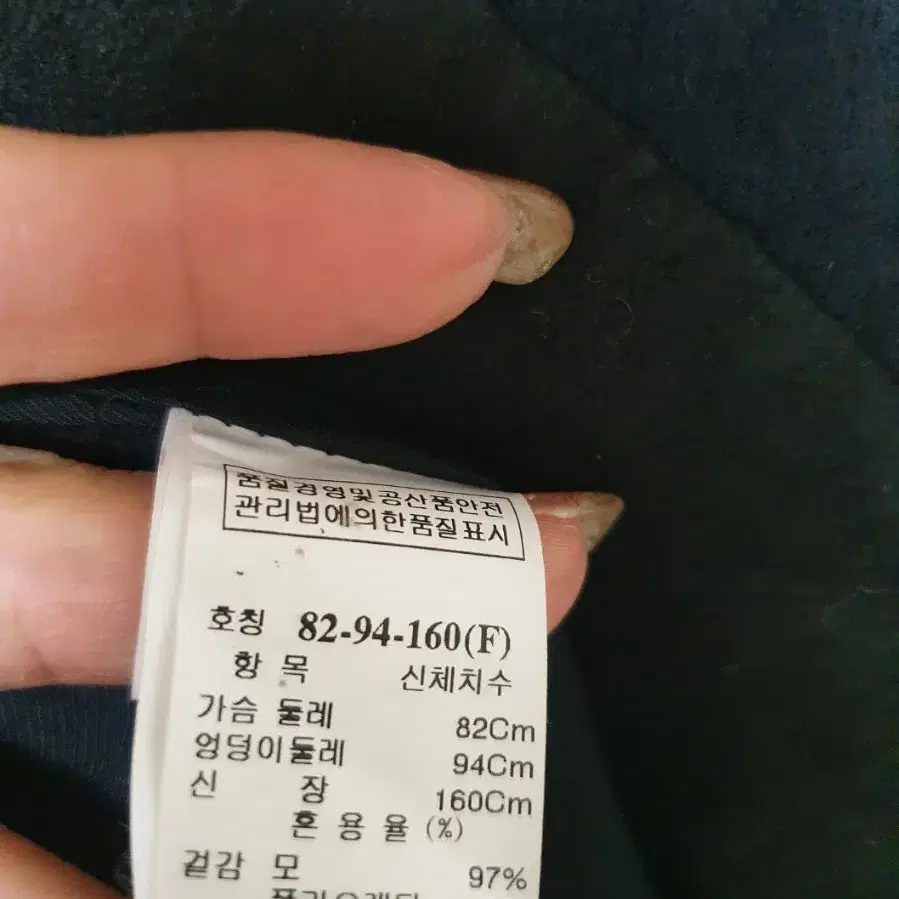 품질경영및공산품안전
관리법에의한품질표시
호칭 82-94-160(F)
항 목 신체치수
가슴 둘레 82Cm
엉덩이둘레 94Cm
신 장 160Cm
혼 용 율 (%)
겉감 모 97%